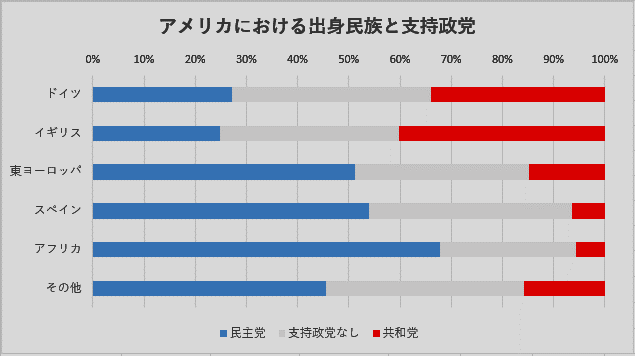 アメリカにおける出身民族と支持政党
0% 10% 20% 30% 40% 50% 60% 70% 80% 90% 100%
ドイツ
イギリス
東ヨーロッパ
スペイン
アフリカ
その他
民主党 支持政党なし 共和党